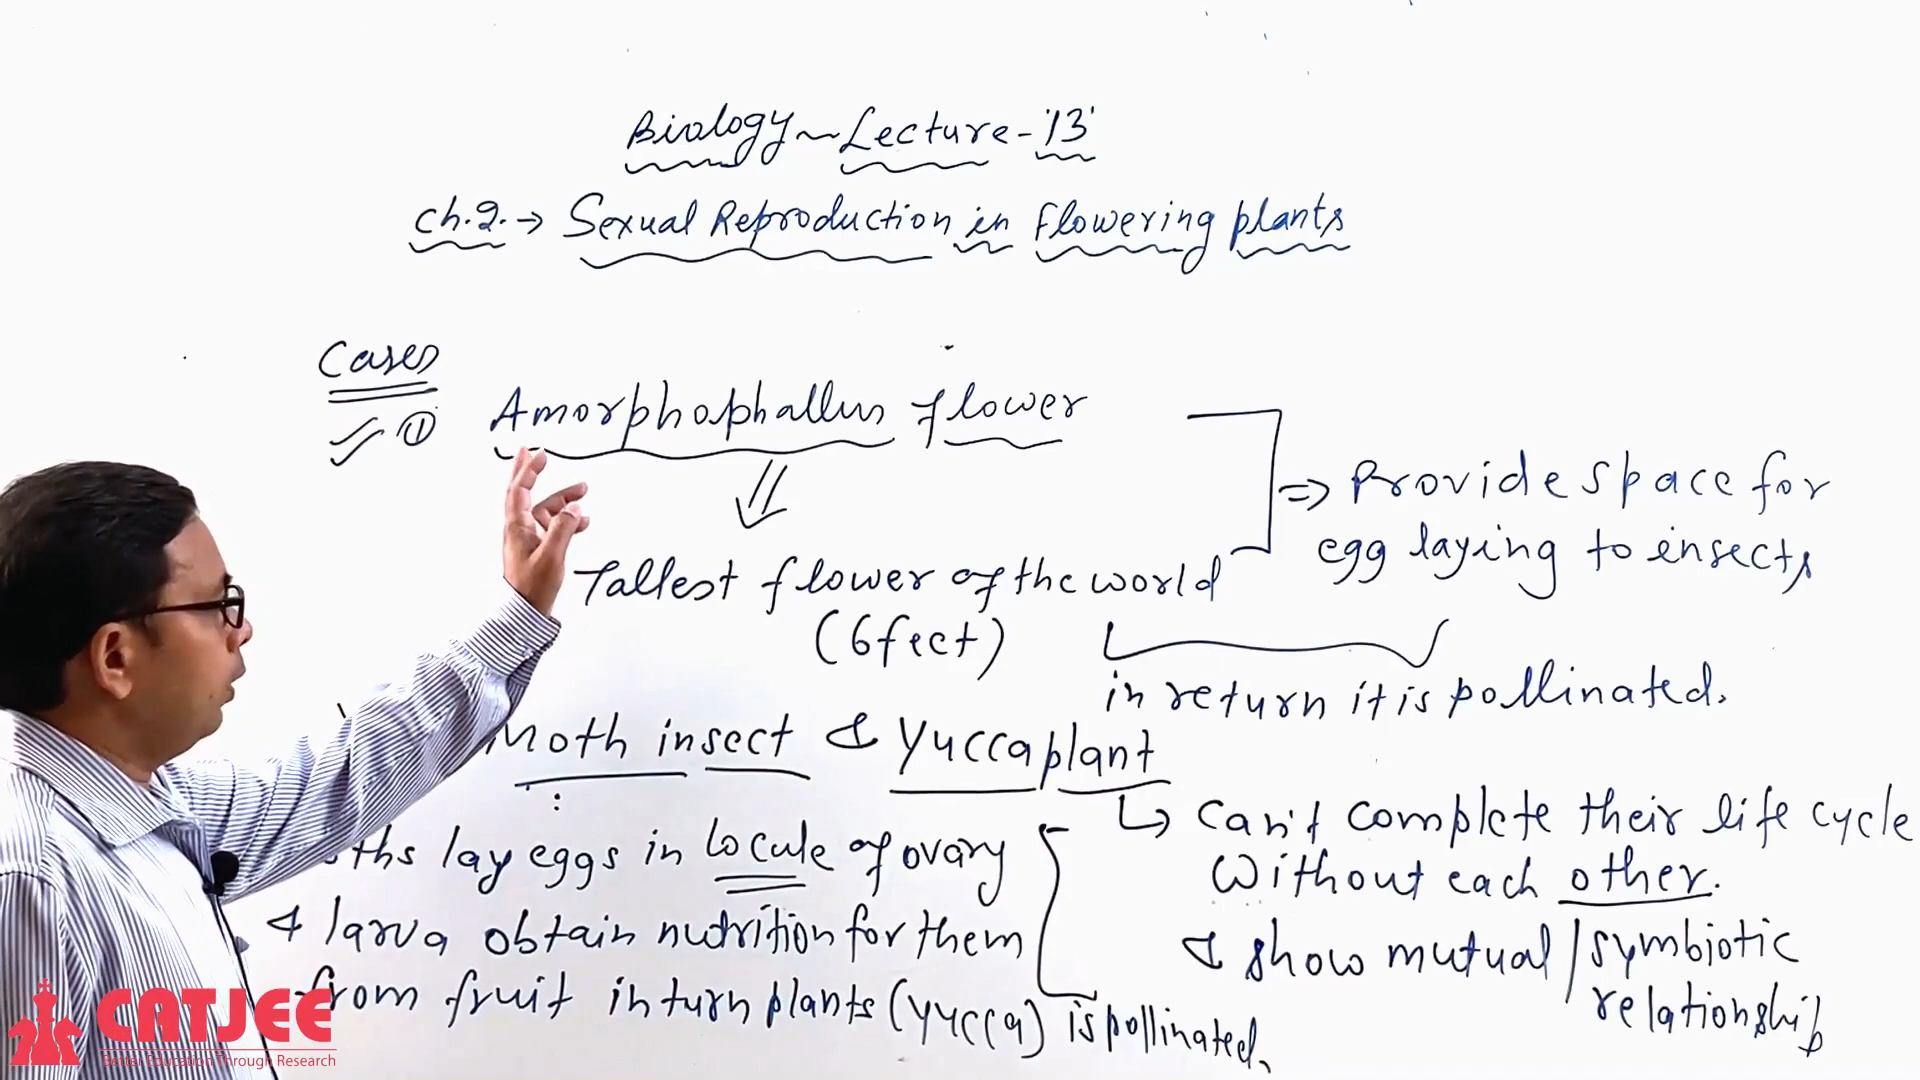 Biology ~ Lecture - '13'
Ch.2. → Sexual Reproduction in flowering plants
Cases
① Amorphophallus flower
Tallest flower of the world
(6 feet)
⇒ Provide space for
egg laying to insects
in return it is pollinated.
Moth insect & Yucca plant
lay eggs in locule of ovary
& larva obtain nutrition for them
from fruit in turn plants (yucca) is pollinated.
↳ Can't complete their life cycle
Without each other.
& show mutual / symbiotic
relationship
CATJEE
Better Education Through Research